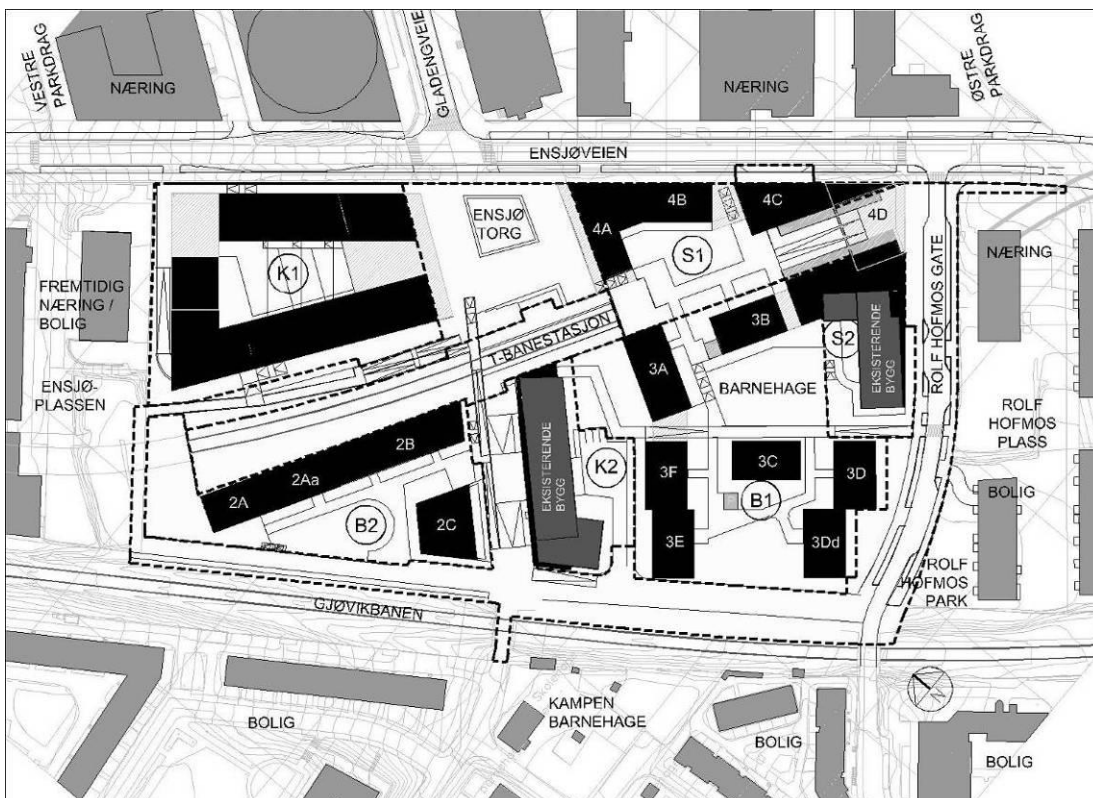 VESTRE
PARKDRAG
NÆRING
GLADENGVEIEN
NÆRING
ØSTRE
PARKDRAG
ENSJØVEIEN
ENSJØ
TORG
4A
4B
4C
4D
K1
S1
FREMTIDIG
NÆRING /
BOLIG
NÆRING
T-BANESTASJON
3A
3B
S2
EKSISTERENDE
BYGG
ROLF HOFMOS GATE
ENSJØ-
PLASSEN
BARNEHAGE
ROLF
HOFMOS
PLASS
2A
2Aa
2B
2C
B2
EKSISTERENDE
BYGG
K2
3F
3C
3D
B1
3E
3Dd
BOLIG
ROLF
HOFMOS
PARK
GJØVIKBANEN
N
BOLIG
KAMPEN
BARNEHAGE
BOLIG
BOLIG